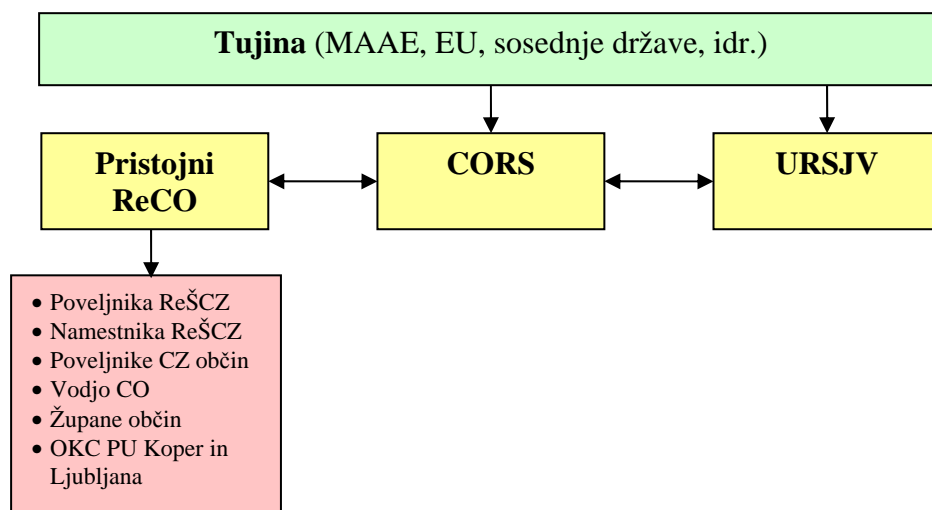 Tujina (MAAE, EU, sosednje države, idr.)
Pristojni
ReCO
CORS
URSJV
• Poveljnika ReŠCZ
• Namestnika ReŠCZ
• Poveljnike CZ občin
• Vodjo CO
• Župane občin
• OKC PU Koper in
Ljubljana